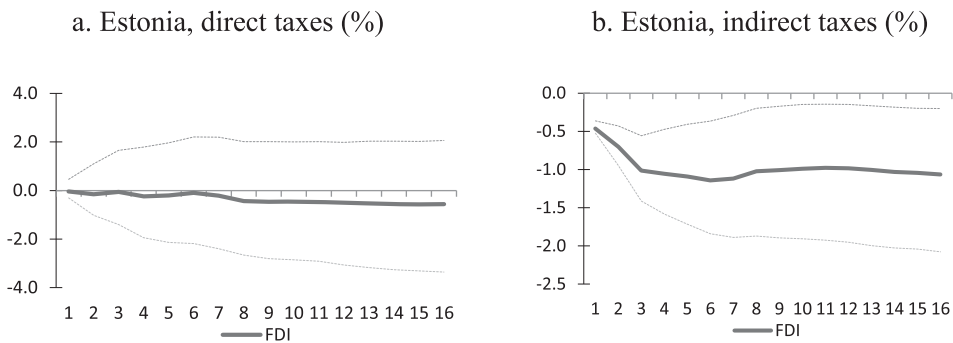 a. Estonia, direct taxes (%)
4.0
2.0
0.0
-2.0
-4.0
1 2 3 4 5 6 7 8 9 10 11 12 13 14 15 16
FDI
b. Estonia, indirect taxes (%)
0.0
-0.5
-1.0
-1.5
-2.0
-2.5
1 2 3 4 5 6 7 8 9 10 11 12 13 14 15 16
FDI